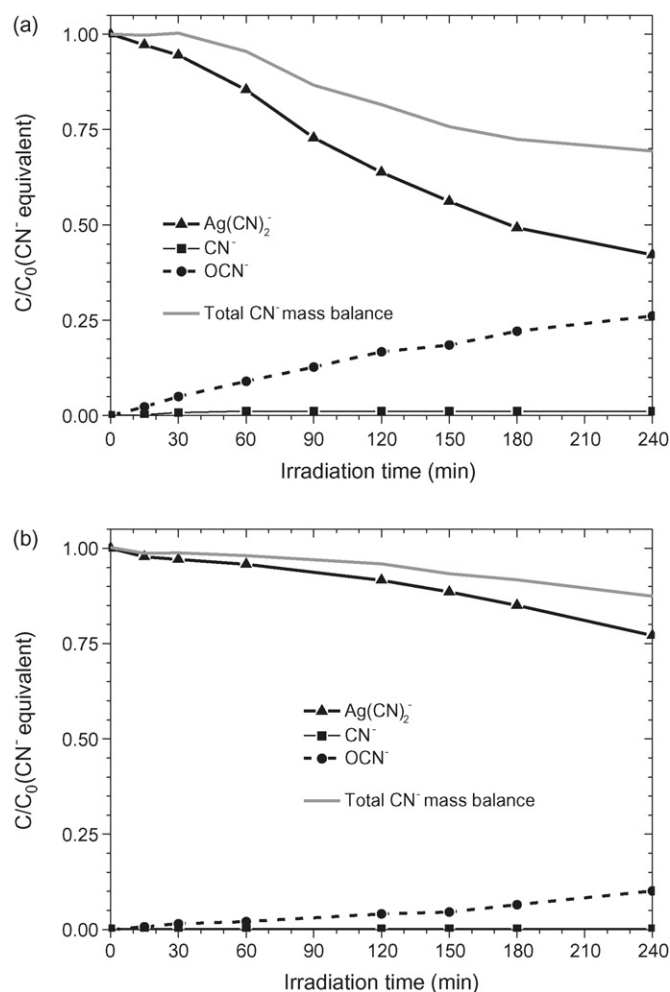 (a)
1.00
0.75
0.50
0.25
0.00
C/C₀(CN⁻ equivalent)
Ag(CN)₂⁻
CN⁻
OCN⁻
Total CN⁻ mass balance
0 30 60 90 120 150 180 210 240
Irradiation time (min)
(b)
1.00
0.75
0.50
0.25
0.00
C/C₀(CN⁻ equivalent)
Ag(CN)₂⁻
CN⁻
OCN⁻
Total CN⁻ mass balance
0 30 60 90 120 150 180 210 240
Irradiation time (min)